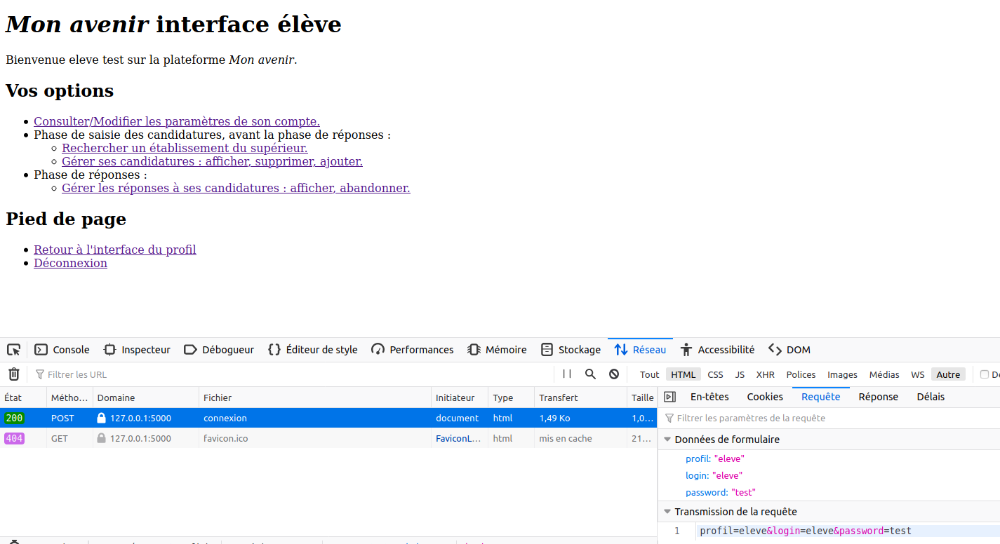 Mon avenir interface élève
Bienvenue eleve test sur la plateforme Mon avenir.
Vos options
Consulter/Modifier les paramètres de son compte.
Phase de saisie des candidatures, avant la phase de réponses :
Rechercher un établissement du supérieur.
Gérer ses candidatures : afficher, supprimer, ajouter.
Phase de réponses :
Gérer les réponses à ses candidatures : afficher, abandonner.
Pied de page
Retour à l'interface du profil
Déconnexion
Console Inspecteur Débogueur Éditeur de style Performances Mémoire Stockage Réseau Accessibilité DOM
Filtrer les URL Tout HTML CSS JS XHR Polices Images Médias WS Autre
État Métho… Domaine Fichier Initiateur Type Transfert Taille
200 POST 127.0.0.1:5000 connexion document html 1,49 Ko 1,0…
404 GET 127.0.0.1:5000 favicon.ico FaviconL… html mis en cache 21…
En-têtes Cookies Requête Réponse Délais
Filtrer les paramètres de la requête
Données de formulaire
profil: "eleve"
login: "eleve"
password: "test"
Transmission de la requête
1 profil=eleve&login=eleve&password=test